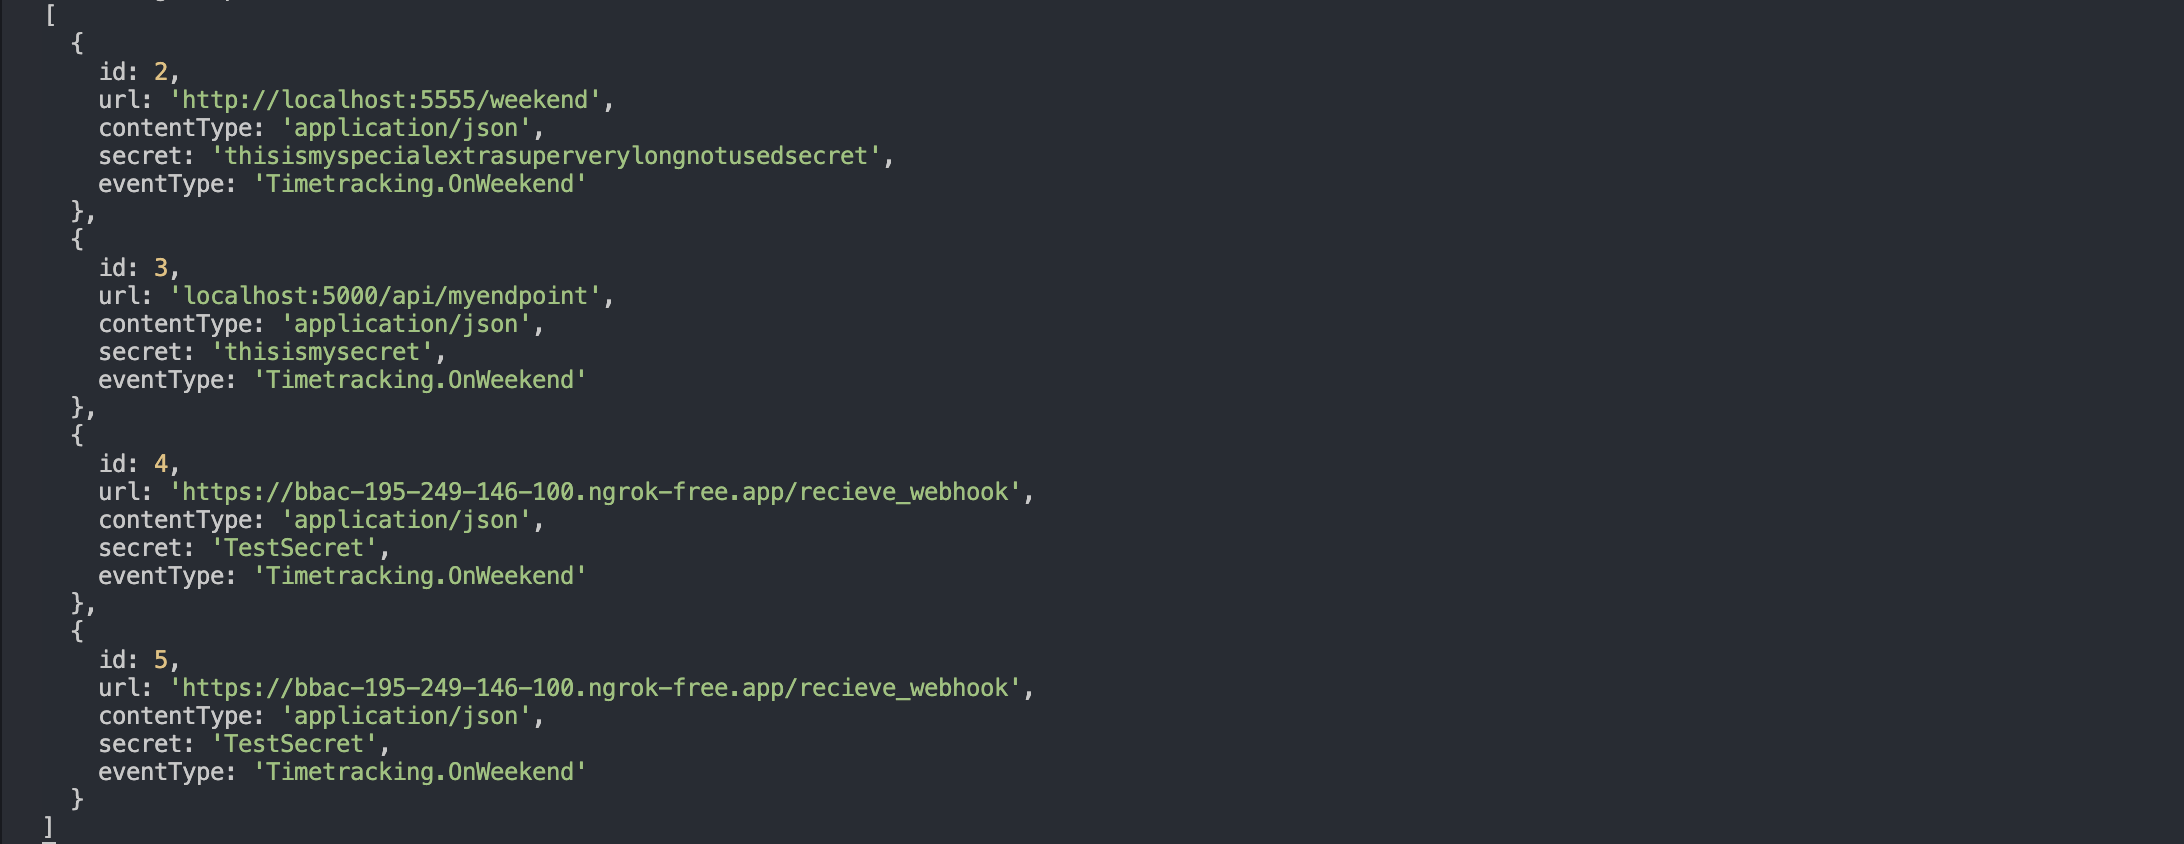 [
{
id: 2,
url: 'http://localhost:5555/weekend',
contentType: 'application/json',
secret: 'thisismyspecialextrasuperverylongnotusedsecret',
eventType: 'Timetracking.OnWeekend'
},
{
id: 3,
url: 'localhost:5000/api/myendpoint',
contentType: 'application/json',
secret: 'thisismysecret',
eventType: 'Timetracking.OnWeekend'
},
{
id: 4,
url: 'https://bbac-195-249-146-100.ngrok-free.app/recieve_webhook',
contentType: 'application/json',
secret: 'TestSecret',
eventType: 'Timetracking.OnWeekend'
},
{
id: 5,
url: 'https://bbac-195-249-146-100.ngrok-free.app/recieve_webhook',
contentType: 'application/json',
secret: 'TestSecret',
eventType: 'Timetracking.OnWeekend'
}
]